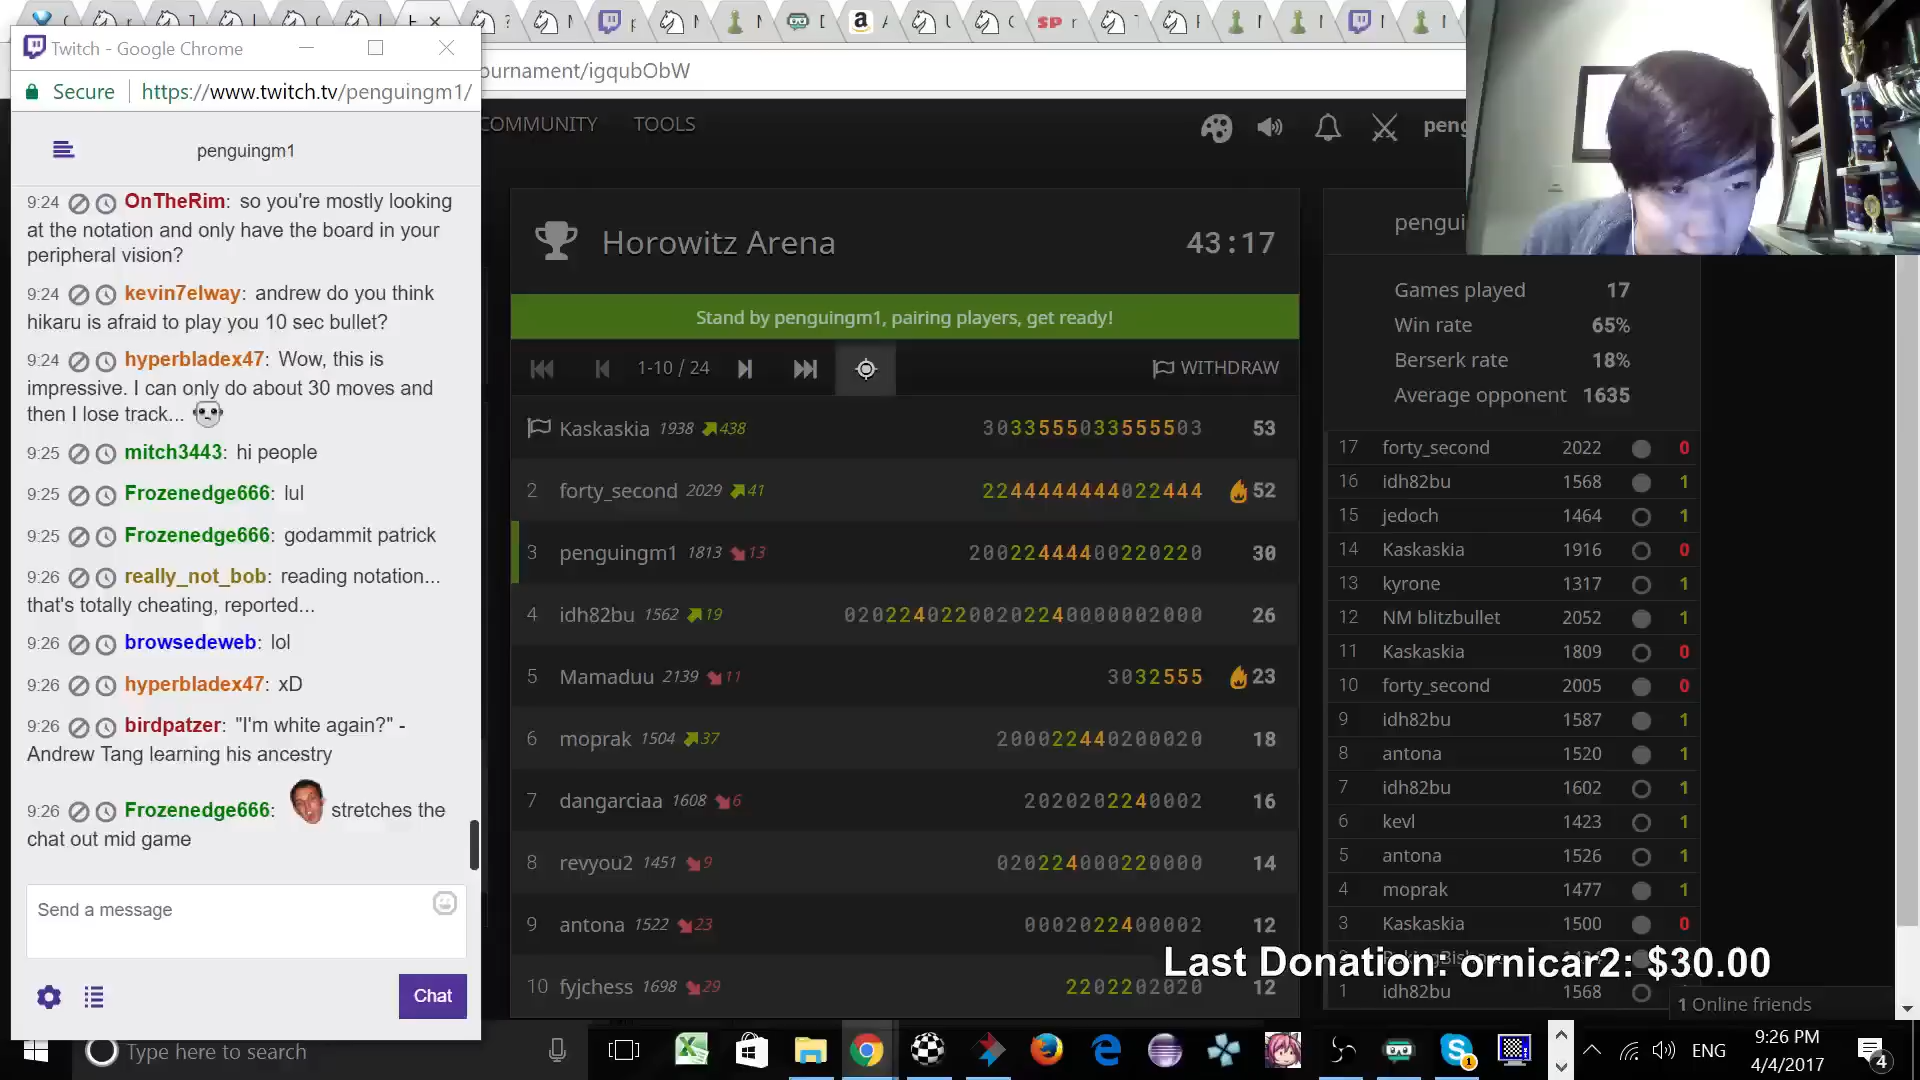 Twitch - Google Chrome
Secure
https://www.twitch.tv/penguingm1/
penguingm1
9:24 OnTheRim: so you're mostly looking
at the notation and only have the board in your
peripheral vision?
9:24 kevin7elway: andrew do you think
hikaru is afraid to play you 10 sec bullet?
9:24 hyperbladex47: Wow, this is
impressive. I can only do about 30 moves and
then I lose track...
9:25 mitch3443: hi people
9:25 Frozenedge666: lul
9:25 Frozenedge666: godammit patrick
9:26 really_not_bob: reading notation...
that's totally cheating, reported...
9:26 browsedeweb: lol
9:26 hyperbladex47: xD
9:26 birdpatzer: "I'm white again?" -
Andrew Tang learning his ancestry
9:26 Frozenedge666: stretches the
chat out mid game
Send a message
Chat
ournament/igqubObW
COMMUNITY TOOLS
peng
Horowitz Arena 43:17
Stand by penguingm1, pairing players, get ready!
1-10 / 24 WITHDRAW
Kaskaskia 1938 438 3033555033555503 53
2 forty_second 2029 41 2244444444022444 52
3 penguingm1 1813 13 20022444400220220 30
4 idh82bu 1562 19 02022402200202240000002000 26
5 Mamaduu 2139 11 3032555 23
6 moprak 1504 37 200022440200020 18
7 dangarciaa 1608 6 2020202240002 16
8 revyou2 1451 9 020224000220000 14
9 antona 1522 23 0002022400002 12
10 fyjchess 1698 29 2202202020 12
pengui
Games played 17
Win rate 65%
Berserk rate 18%
Average opponent 1635
17 forty_second 2022 0
16 idh82bu 1568 1
15 jedoch 1464 1
14 Kaskaskia 1916 0
13 kyrone 1317 1
12 NM blitzbullet 2052 1
11 Kaskaskia 1809 0
10 forty_second 2005 0
9 idh82bu 1587 1
8 antona 1520 1
7 idh82bu 1602 1
6 kevl 1423 1
5 antona 1526 1
4 moprak 1477 1
3 Kaskaskia 1500 0
Last Donation: ornicar2: $30.00
1 idh82bu 1568
1 Online friends
Type here to search
ENG
9:26 PM
4/4/2017
4